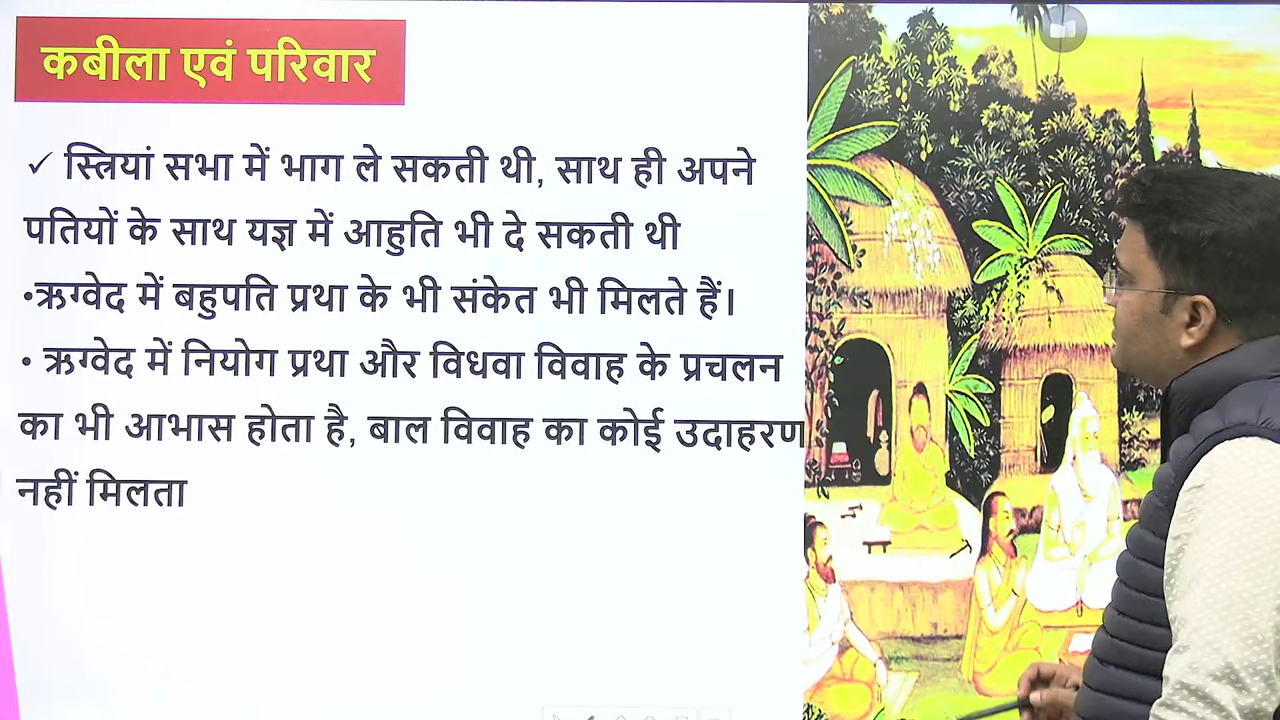 कबीला एवं परिवार
✓ स्त्रियां सभा में भाग ले सकती थी, साथ ही अपने
पतियों के साथ यज्ञ में आहुति भी दे सकती थी
•ऋग्वेद में बहुपति प्रथा के भी संकेत भी मिलते हैं।
• ऋग्वेद में नियोग प्रथा और विधवा विवाह के प्रचलन
का भी आभास होता है, बाल विवाह का कोई उदाहरण
नहीं मिलता